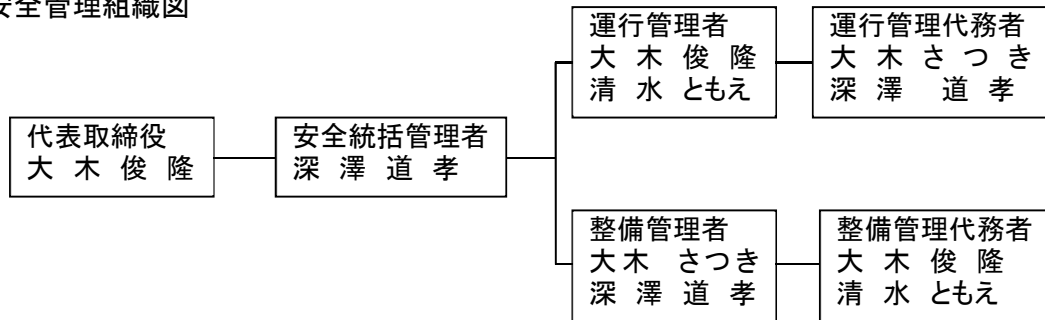 安全管理組織図
運行管理者
大 木 俊 隆
清 水 ともえ
運行管理代務者
大 木 さ つ き
深 澤 道 孝
代表取締役
大 木 俊 隆
安全統括管理者
深 澤 道 孝
整備管理者
大木 さつき
深 澤 道 孝
整備管理代務者
大 木 俊 隆
清 水 ともえ